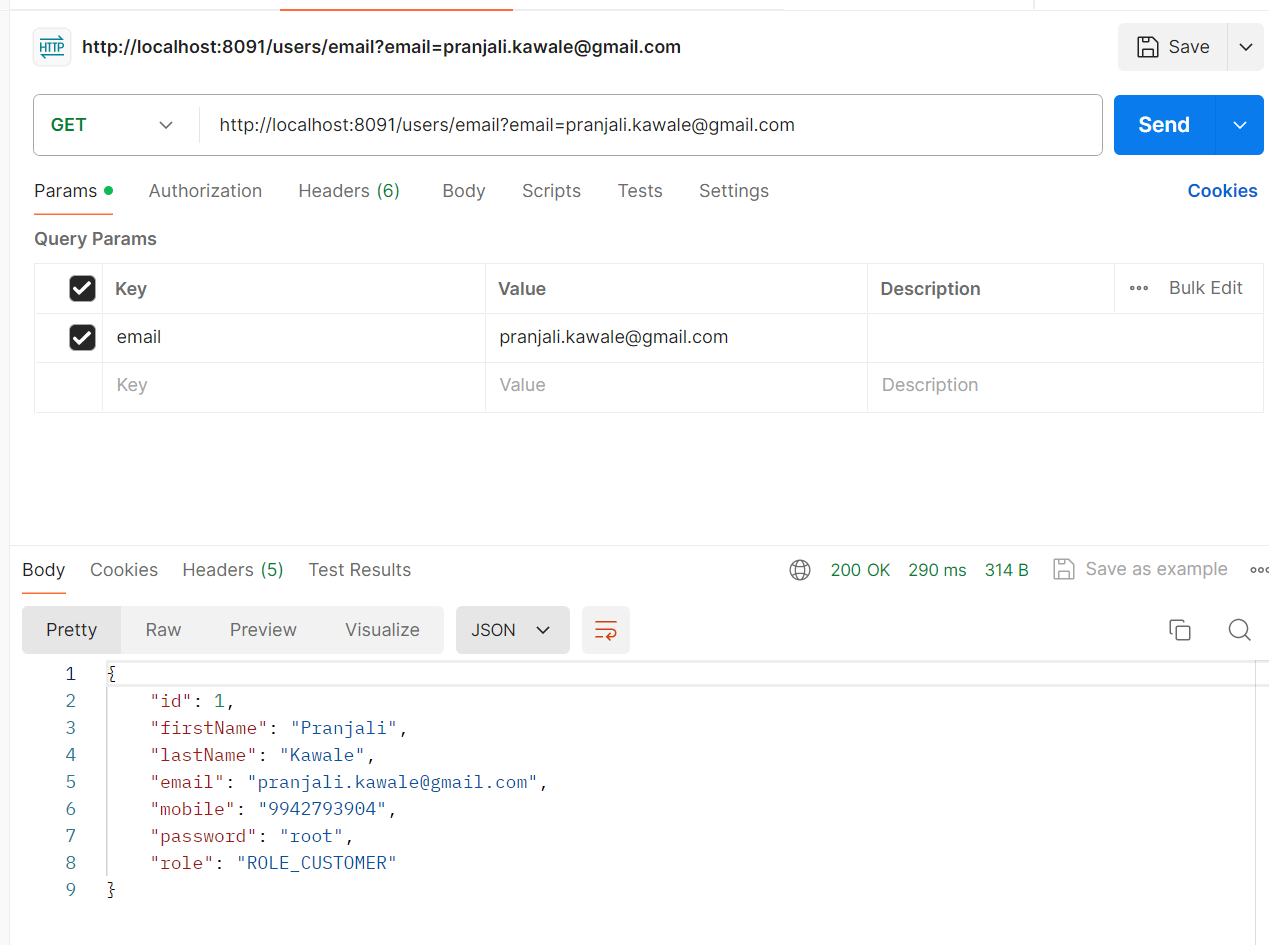 HTTP http://localhost:8091/users/email?email=pranjali.kawale@gmail.com Save
GET http://localhost:8091/users/email?email=pranjali.kawale@gmail.com Send
Params Authorization Headers (6) Body Scripts Tests Settings Cookies
Query Params
Key Value Description Bulk Edit
email pranjali.kawale@gmail.com
Key Value Description
Body Cookies Headers (5) Test Results 200 OK 290 ms 314 B Save as example
Pretty Raw Preview Visualize JSON
1 {
2 "id": 1,
3 "firstName": "Pranjali",
4 "lastName": "Kawale",
5 "email": "pranjali.kawale@gmail.com",
6 "mobile": "9942793904",
7 "password": "root",
8 "role": "ROLE_CUSTOMER"
9 }